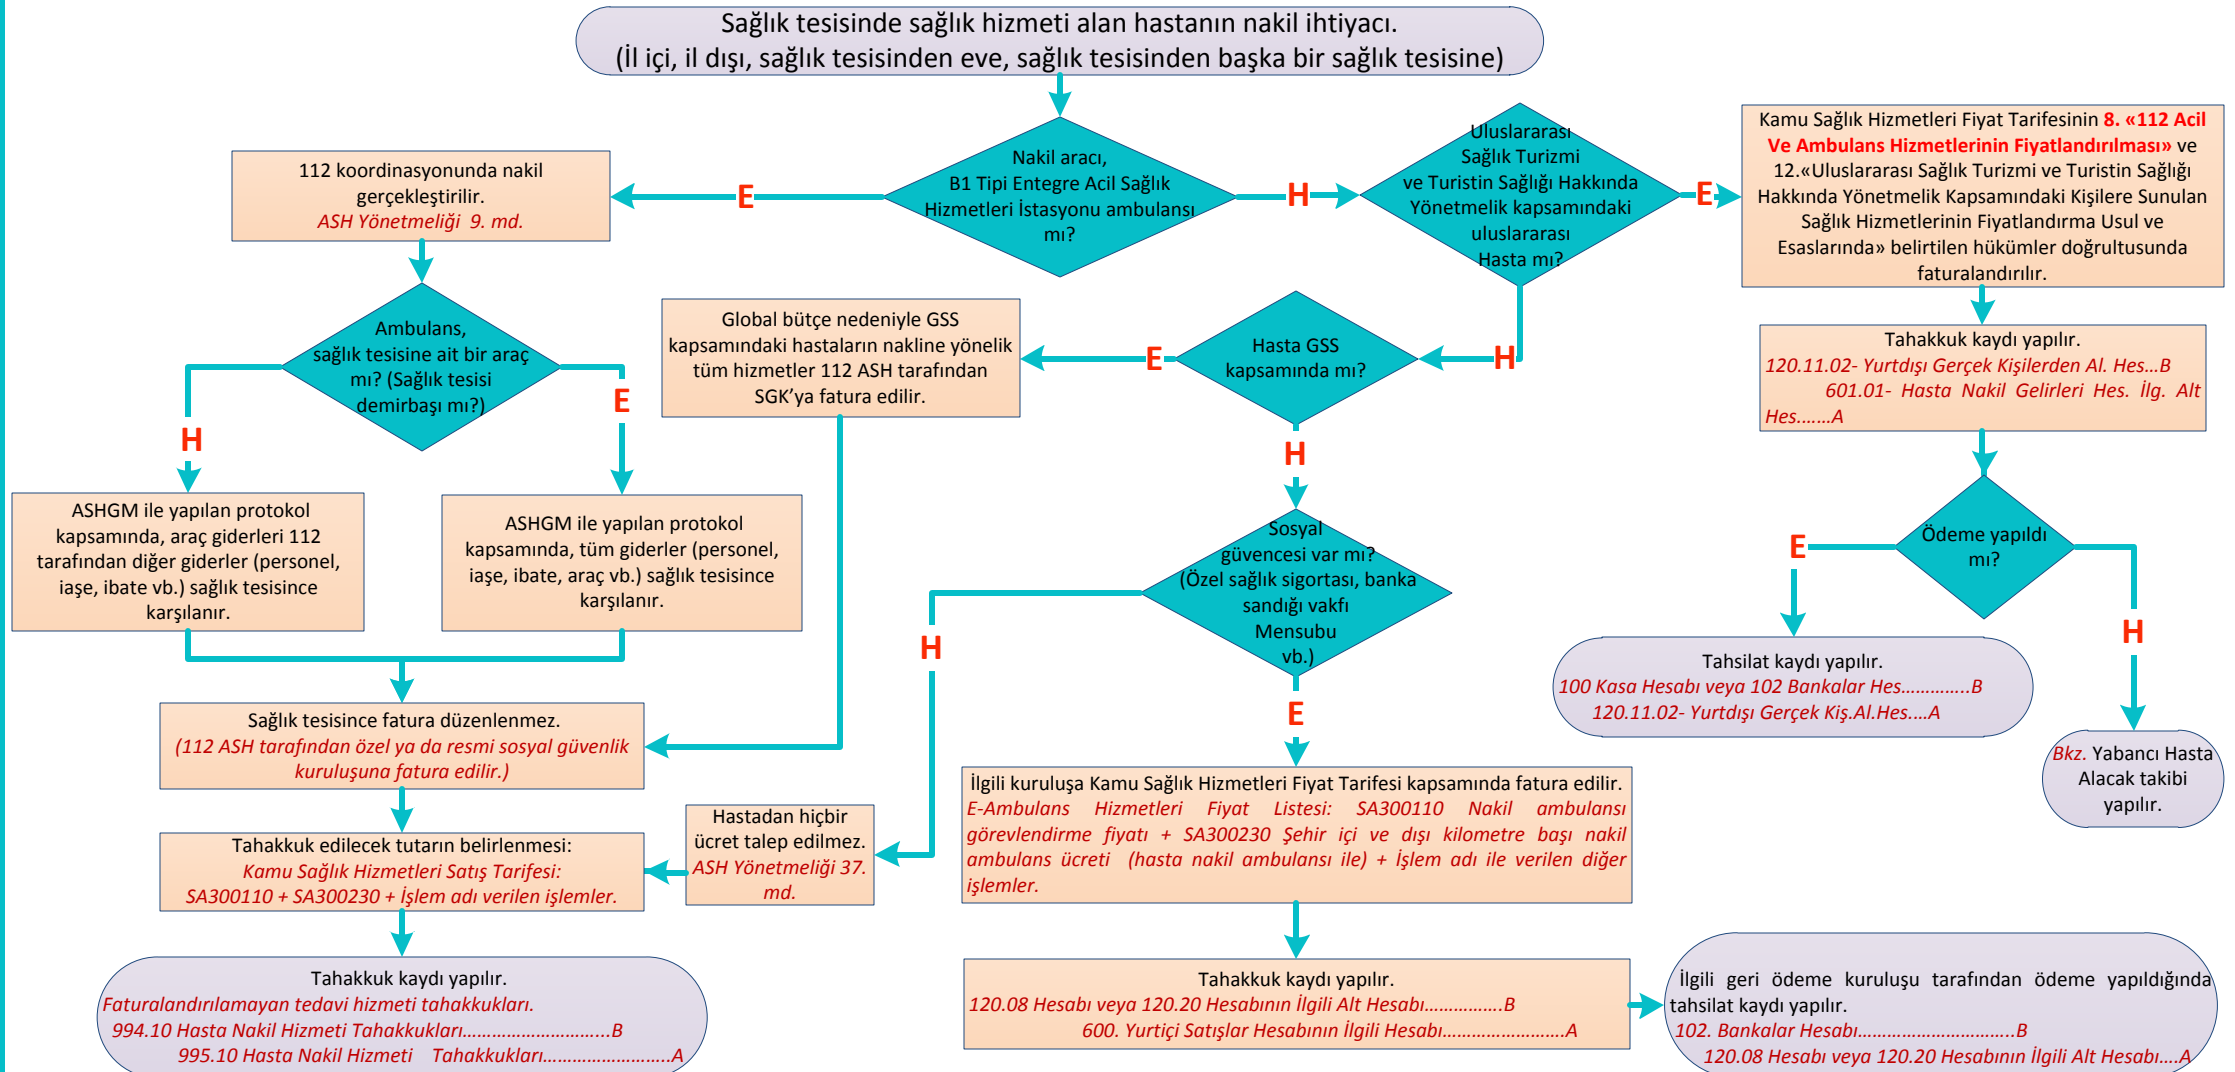 Sağlık tesisinde sağlık hizmeti alan hastanın nakil ihtiyacı.
(İl içi, il dışı, sağlık tesisinden eve, sağlık tesisinden başka bir sağlık tesisine)
Nakil aracı,
B1 Tipi Entegre Acil Sağlık
Hizmetleri İstasyonu ambulansı
mı?
E
H
112 koordinasyonunda nakil
gerçekleştirilir.
ASH Yönetmeliği 9. md.
Uluslararası
Sağlık Turizmi
ve Turistin Sağlığı Hakkında
Yönetmelik kapsamındaki
uluslararası
Hasta mı?
E
H
Kamu Sağlık Hizmetleri Fiyat Tarifesinin 8. «112 Acil
Ve Ambulans Hizmetlerinin Fiyatlandırılması» ve
12.«Uluslararası Sağlık Turizmi ve Turistin Sağlığı
Hakkında Yönetmelik Kapsamındaki Kişilere Sunulan
Sağlık Hizmetlerinin Fiyatlandırma Usul ve
Esaslarında» belirtilen hükümler doğrultusunda
faturalandırılır.
Ambulans,
sağlık tesisine ait bir araç
mı? (Sağlık tesisi
demirbaşı mı?)
H
E
Global bütçe nedeniyle GSS
kapsamındaki hastaların nakline yönelik
tüm hizmetler 112 ASH tarafından
SGK’ya fatura edilir.
Hasta GSS
kapsamında mı?
E
H
Tahakkuk kaydı yapılır.
120.11.02- Yurtdışı Gerçek Kişilerden Al. Hes…B
601.01- Hasta Nakil Gelirleri Hes. İlg. Alt
Hes.……A
ASHGM ile yapılan protokol
kapsamında, araç giderleri 112
tarafından diğer giderler (personel,
iaşe, ibate vb.) sağlık tesisince
karşılanır.
ASHGM ile yapılan protokol
kapsamında, tüm giderler (personel,
iaşe, ibate, araç vb.) sağlık tesisince
karşılanır.
Sosyal
güvencesi var mı?
(Özel sağlık sigortası, banka
sandığı vakfı
Mensubu
vb.)
H
E
Ödeme yapıldı
mı?
E
H
Tahsilat kaydı yapılır.
100 Kasa Hesabı veya 102 Bankalar Hes…………..B
120.11.02- Yurtdışı Gerçek Kiş.Al.Hes.…A
Bkz. Yabancı Hasta
Alacak takibi
yapılır.
Sağlık tesisince fatura düzenlenmez.
(112 ASH tarafından özel ya da resmi sosyal güvenlik
kuruluşuna fatura edilir.)
Hastadan hiçbir
ücret talep edilmez.
ASH Yönetmeliği 37.
md.
İlgili kuruluşa Kamu Sağlık Hizmetleri Fiyat Tarifesi kapsamında fatura edilir.
E-Ambulans Hizmetleri Fiyat Listesi: SA300110 Nakil ambulansı
görevlendirme fiyatı + SA300230 Şehir içi ve dışı kilometre başı nakil
ambulans ücreti (hasta nakil ambulansı ile) + İşlem adı ile verilen diğer
işlemler.
Tahakkuk edilecek tutarın belirlenmesi:
Kamu Sağlık Hizmetleri Satış Tarifesi:
SA300110 + SA300230 + İşlem adı verilen işlemler.
Tahakkuk kaydı yapılır.
Faturalandırılamayan tedavi hizmeti tahakkukları.
994.10 Hasta Nakil Hizmeti Tahakkukları………………………...B
995.10 Hasta Nakil Hizmeti Tahakkukları……………………..A
Tahakkuk kaydı yapılır.
120.08 Hesabı veya 120.20 Hesabının İlgili Alt Hesabı…………….B
600. Yurtiçi Satışlar Hesabının İlgili Hesabı……………………..A
İlgili geri ödeme kuruluşu tarafından ödeme yapıldığında
tahsilat kaydı yapılır.
102. Bankalar Hesabı…………………………..B
120.08 Hesabı veya 120.20 Hesabının İlgili Alt Hesabı….A